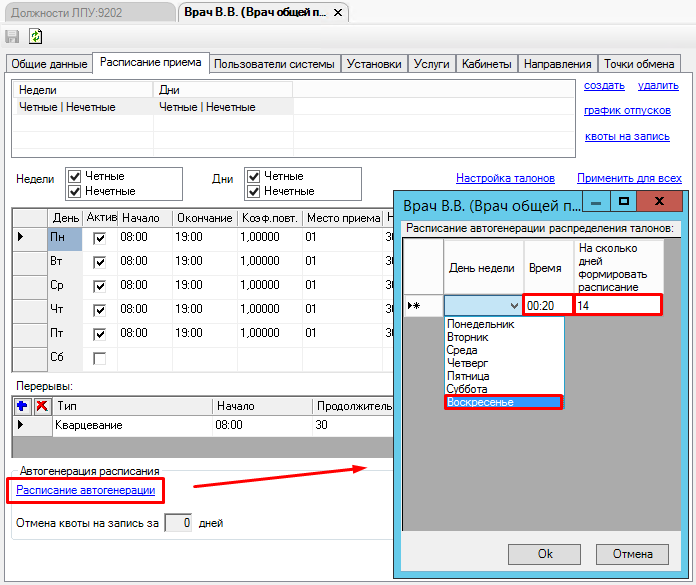 Должности ЛПУ:9202
Врач В.В. (Врач общей п...
Общие данные
Расписание приема
Пользователи системы
Установки
Услуги
Кабинеты
Направления
Точки обмена
Недели Дни
Четные | Нечетные Четные | Нечетные
создать удалить
график отпусков
квоты на запись
Недели Четные Дни Четные
Нечетные Нечетные
Настройка талонов Применить для всех
День Актив Начало Окончание Коэф.повт. Место приема
Пн 08:00 19:00 1,00000 01
Вт 08:00 19:00 1,00000 01
Ср 08:00 19:00 1,00000 01
Чт 08:00 19:00 1,00000 01
Пт 08:00 19:00 1,00000 01
Сб
Перерывы:
Тип Начало
Кварцевание 08:00 30
Автогенерация расписания
Расписание автогенерации
Отмена квоты на запись за 0 дней
Врач В.В. (Врач общей п...
Расписание автогенерации распределения талонов:
День недели
Время
На сколько
дней
формировать
расписание
00:20 14
Понедельник
Вторник
Среда
Четверг
Пятница
Суббота
Воскресенье
Ok Отмена